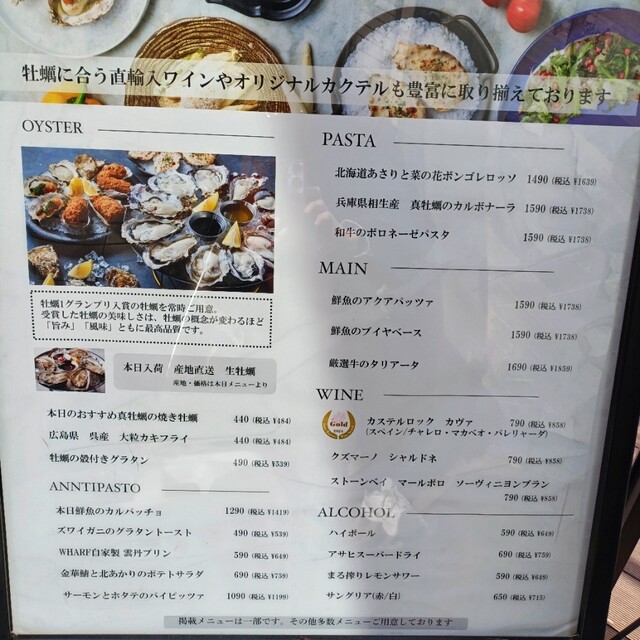 牡蠣に合う直輸入ワインやオリジナルカクテルも豊富に取り揃えております
OYSTER
牡蠣1グランプリ入賞の牡蠣を常時ご用意。
受賞した牡蠣の美味しさは、牡蠣の概念が変わるほど
「旨み」「風味」ともに最高品質です。
本日入荷 産地直送 生牡蠣
産地・価格は本日メニューより
本日のおすすめ真牡蠣の焼き牡蠣 440 (税込 ¥484)
広島県 呉産 大粒カキフライ 440 (税込 ¥484)
牡蠣の殻付きグラタン 490 (税込 ¥539)
ANNTIPASTO
本日鮮魚のカルパッチョ 1290 (税込 ¥1419)
ズワイガニのグラタントースト 490 (税込 ¥539)
WHARF自家製 雲丹プリン 590 (税込 ¥649)
金華鯖と北あかりのポテトサラダ 690 (税込 ¥759)
サーモンとホタテのパイピッツァ 1090 (税込 ¥1199)
PASTA
北海道あさりと菜の花ボンゴレロッソ 1490 (税込 ¥1639)
兵庫県相生産 真牡蠣のカルボナーラ 1590 (税込 ¥1738)
和牛のボロネーゼパスタ 1590 (税込 ¥1738)
MAIN
鮮魚のアクアパッツァ 1590 (税込 ¥1738)
鮮魚のブイヤベース 1590 (税込 ¥1738)
厳選牛のタリアータ 1690 (税込 ¥1859)
WINE
Gold
カステルロック カヴァ 790 (税込 ¥858)
(スペイン/チャレロ・マカベオ・パレリャーダ)
クズマーノ シャルドネ 790 (税込 ¥858)
ストーンベイ マールボロ ソーヴィニヨンブラン
790 (税込 ¥858)
ALCOHOL
ハイボール 590 (税込 ¥649)
アサヒスーパードライ 690 (税込 ¥759)
まる搾りレモンサワー 590 (税込 ¥649)
サングリア(赤/白) 650 (税込 ¥715)
掲載メニューは一部です。その他多数メニューご用意しております